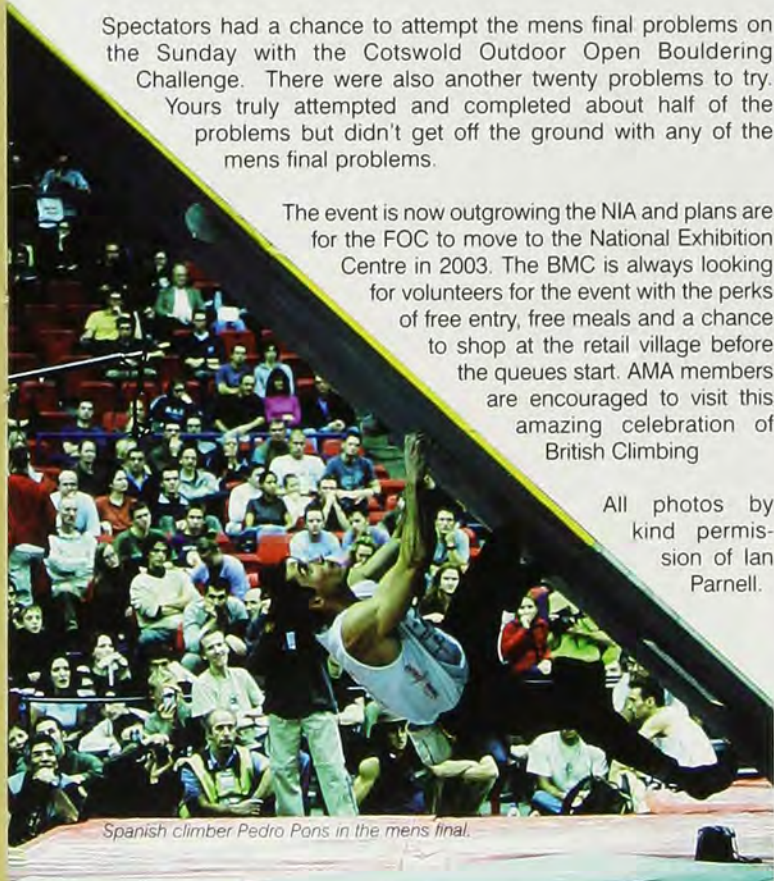 Spectators had a chance to attempt the mens final problems on
the Sunday with the Cotswold Outdoor Open Bouldering
Challenge. There were also another twenty problems to try.
Yours truly attempted and completed about half of the
problems but didn't get off the ground with any of the
mens final problems.
The event is now outgrowing the NIA and plans are
for the FOC to move to the National Exhibition
Centre in 2003. The BMC is always looking
for volunteers for the event with the perks
of free entry, free meals and a chance
to shop at the retail village before
the queues start. AMA members
are encouraged to visit this
amazing celebration of
British Climbing
All photos by
kind permis-
sion of Ian
Parnell.
Spanish climber Pedro Pons in the mens final.